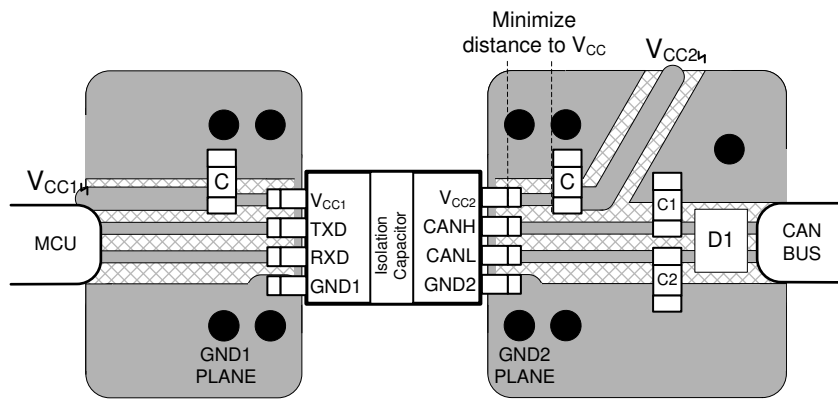 Minimize
distance to VCC
VCC1
VCC2
C
C
C1
C2
D1
MCU
VCC1
TXD
RXD
GND1
Isolation
Capacitor
VCC2
CANH
CANL
GND2
CAN
BUS
GND1
PLANE
GND2
PLANE